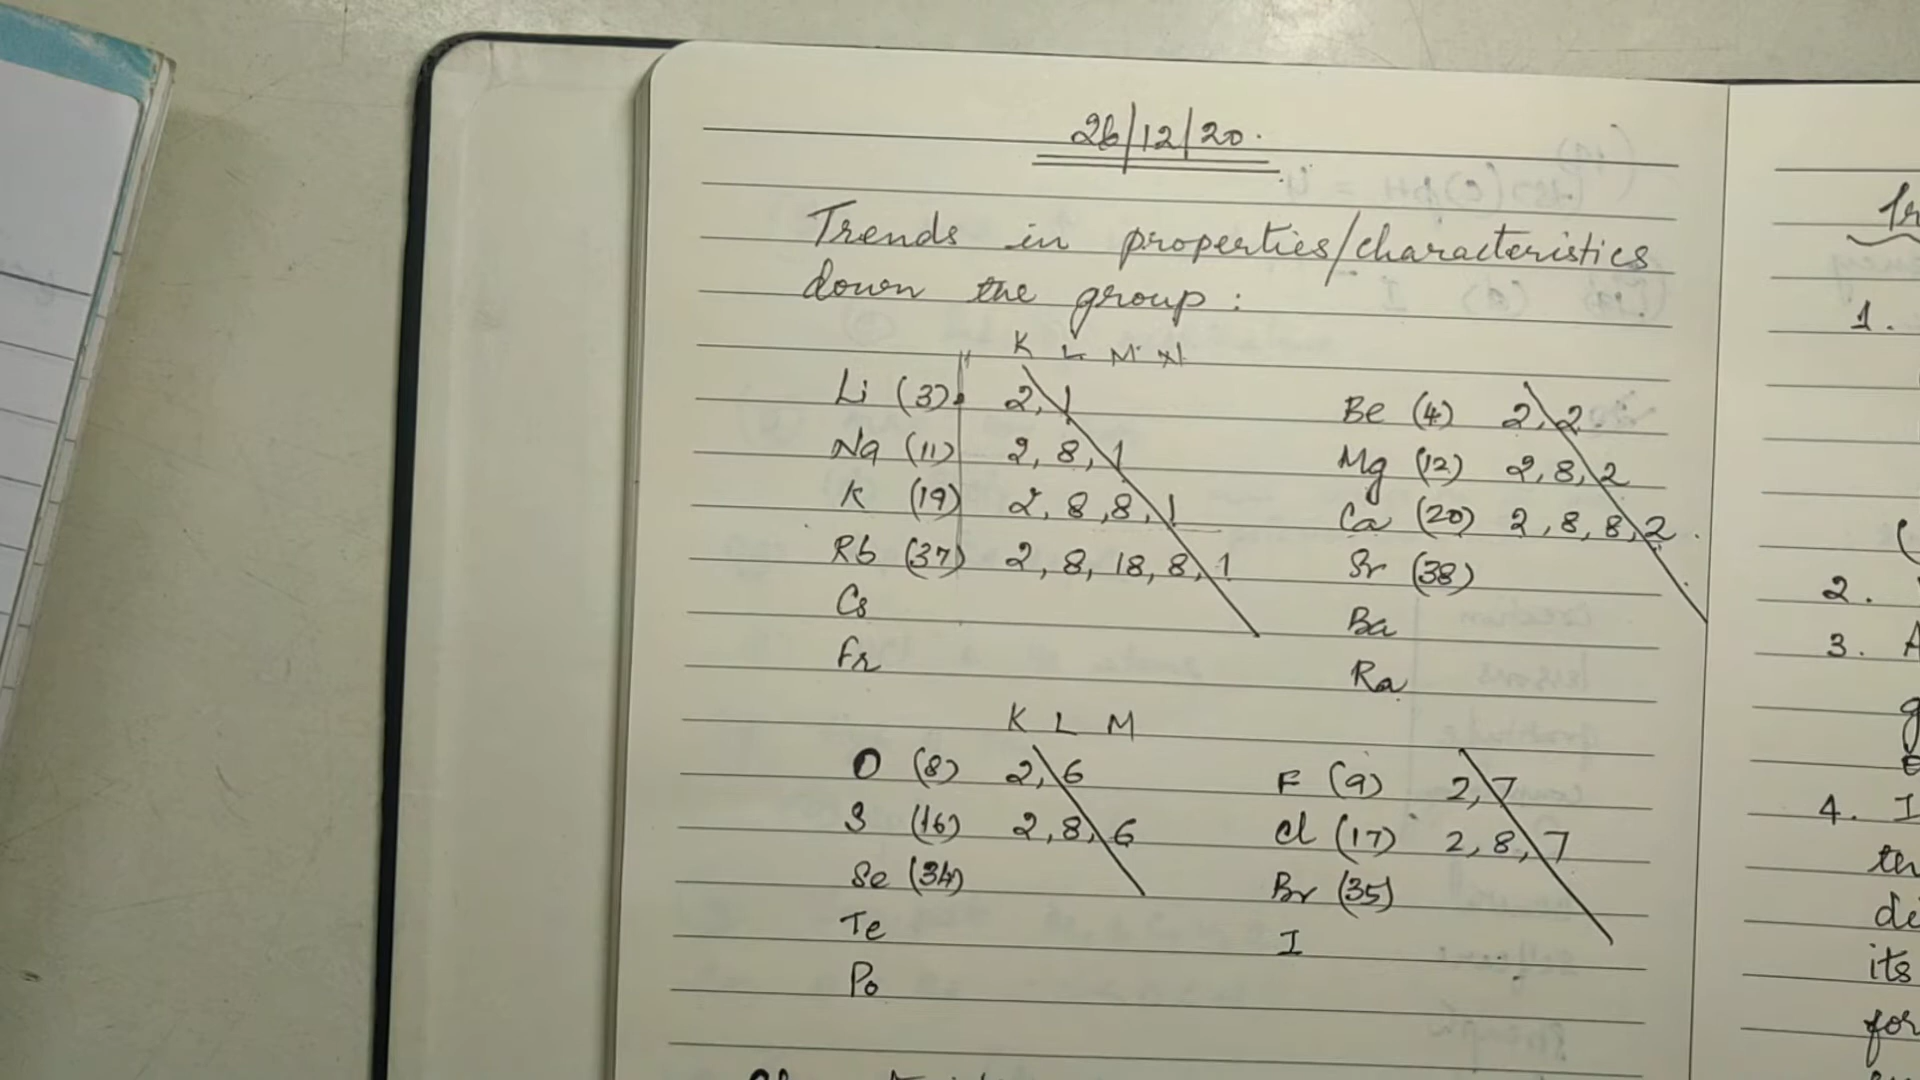 26/12/20.
Trends in properties/characteristics
down the group :
K L M N
Li (3) 2, 1
Na (11) 2, 8, 1
K (19) 2, 8, 8, 1
Rb (37) 2, 8, 18, 8, 1
Cs
Fr
Be (4) 2, 2
Mg (12) 2, 8, 2
Ca (20) 2, 8, 8, 2
Sr (38)
Ba
Ra
K L M
O (8) 2, 6
S (16) 2, 8, 6
Se (34)
Te
Po
F (9) 2, 7
Cl (17) 2, 8, 7
Br (35)
I
1.
2.
3. A
4. I
its
for